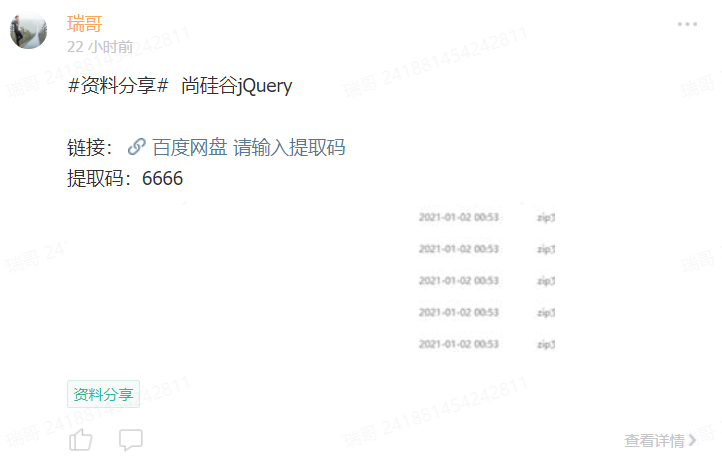 瑞哥
22 小时前
#资料分享# 尚硅谷jQuery
链接： 百度网盘 请输入提取码
提取码：6666
2021-01-02 00:53 zip
2021-01-02 00:53 zip
2021-01-02 00:53 zip
2021-01-02 00:53 zip
2021-01-02 00:53 zip
资料分享
查看详情
瑞哥 241881454242811